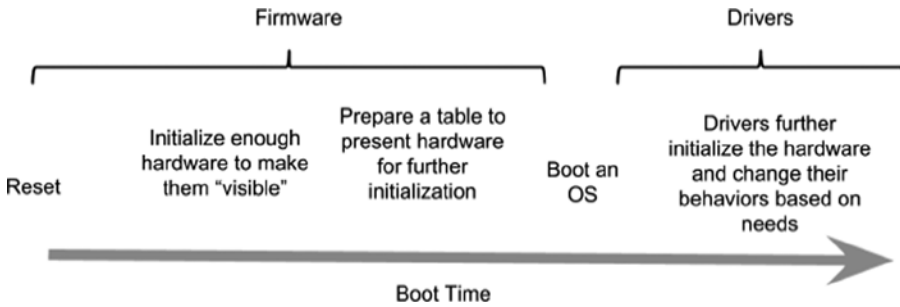 Firmware
Drivers
Reset
Initialize enough
hardware to make
them “visible”
Prepare a table to
present hardware
for further
initialization
Boot an
OS
Drivers further
initialize the hardware
and change their
behaviors based on
needs
Boot Time